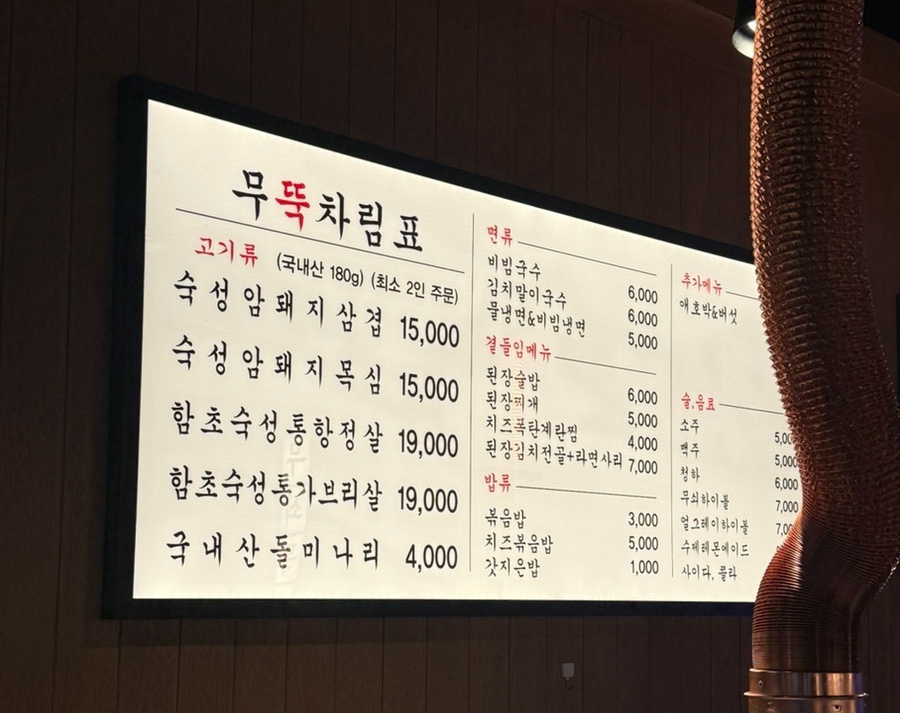 무뚝차림표
고기류 (국내산 180g) (최소 2인 주문)
숙성암돼지삼겹 15,000
숙성암돼지목심 15,000
함초숙성통항정살 19,000
함초숙성통가브리살 19,000
국내산돌미나리 4,000
면류
비빔국수 6,000
김치말이국수 6,000
물냉면&비빔냉면 5,000
곁들임메뉴
된장술밥 6,000
된장찌개 5,000
치즈폭탄계란찜 4,000
된장김치전골+라면사리 7,000
밥류
볶음밥 3,000
치즈볶음밥 5,000
갓지은밥 1,000
추가메뉴
애호박&버섯
술,음료
소주
맥주 5,000
청하 6,000
무쇠하이볼 7,000
얼그레이하이볼
수제레몬에이드
사이다, 콜라